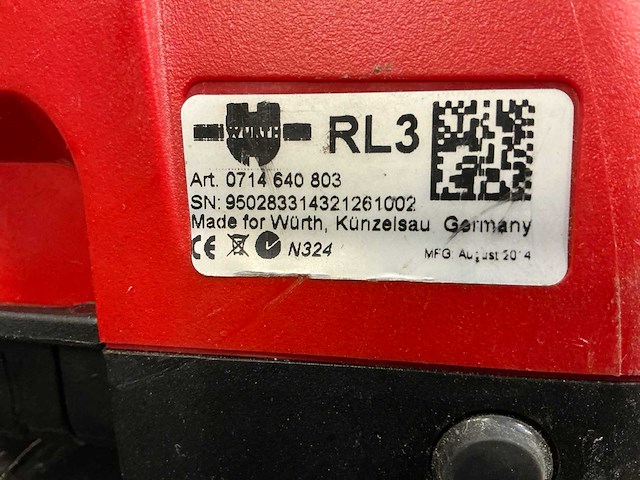 WÜRTH RL3
Art. 0714 640 803
SN: 950283314321261002
Made for Würth, Künzelsau Germany
CE N324 MFG: August 2014